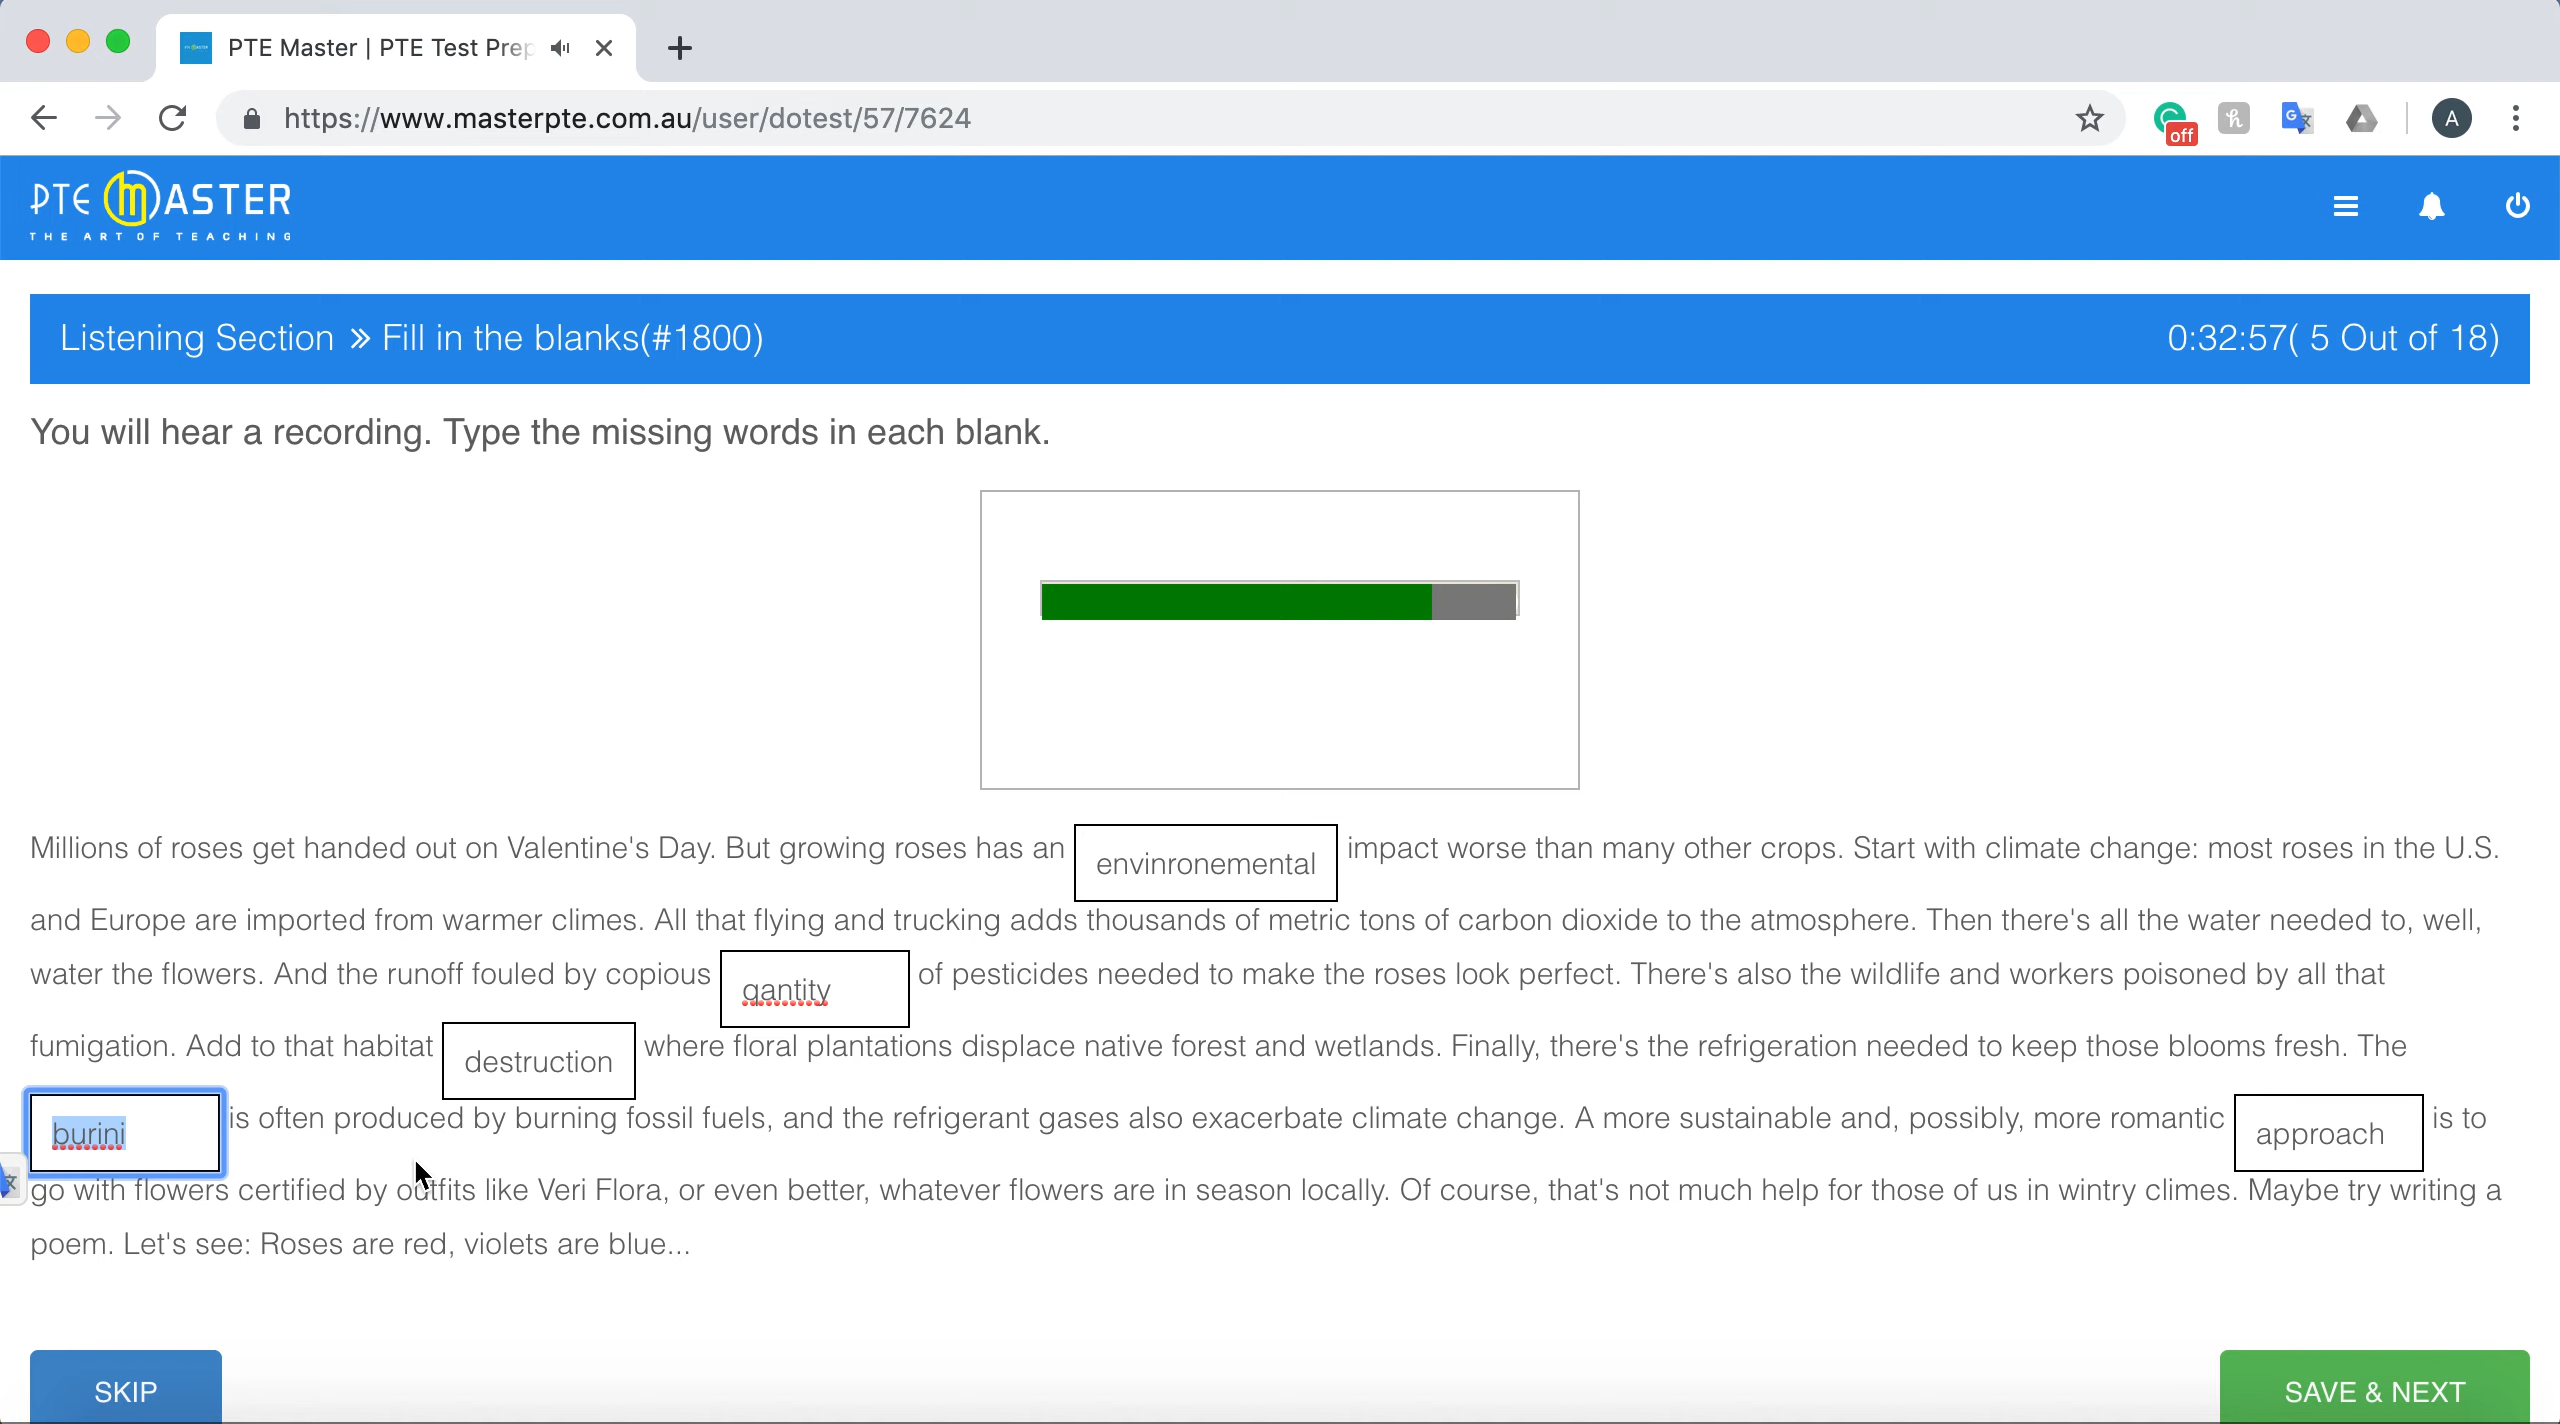 PTE Master | PTE Test Prep
https://www.masterpte.com.au/user/dotest/57/7624
off
A
PTE MASTER
THE ART OF TEACHING
Listening Section » Fill in the blanks(#1800)
0:32:57( 5 Out of 18)
You will hear a recording. Type the missing words in each blank.
Millions of roses get handed out on Valentine's Day. But growing roses has an envinronemental impact worse than many other crops. Start with climate change: most roses in the U.S.
and Europe are imported from warmer climes. All that flying and trucking adds thousands of metric tons of carbon dioxide to the atmosphere. Then there's all the water needed to, well,
water the flowers. And the runoff fouled by copious qantity of pesticides needed to make the roses look perfect. There's also the wildlife and workers poisoned by all that
fumigation. Add to that habitat destruction where floral plantations displace native forest and wetlands. Finally, there's the refrigeration needed to keep those blooms fresh. The
burini is often produced by burning fossil fuels, and the refrigerant gases also exacerbate climate change. A more sustainable and, possibly, more romantic approach is to
go with flowers certified by outfits like Veri Flora, or even better, whatever flowers are in season locally. Of course, that's not much help for those of us in wintry climes. Maybe try writing a
poem. Let's see: Roses are red, violets are blue...
SKIP
SAVE & NEXT